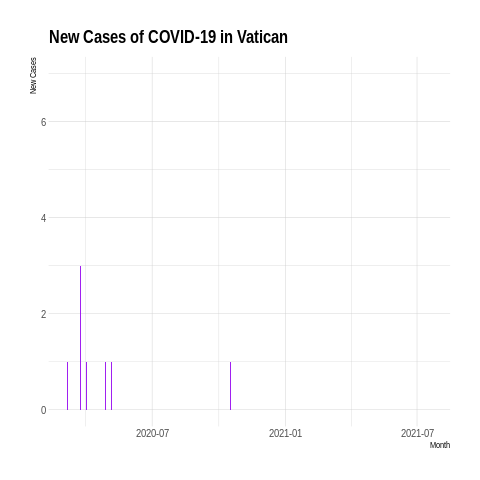 New Cases of COVID-19 in Vatican
New Cases
6
4
2
0
2020-07
2021-01
2021-07
Month